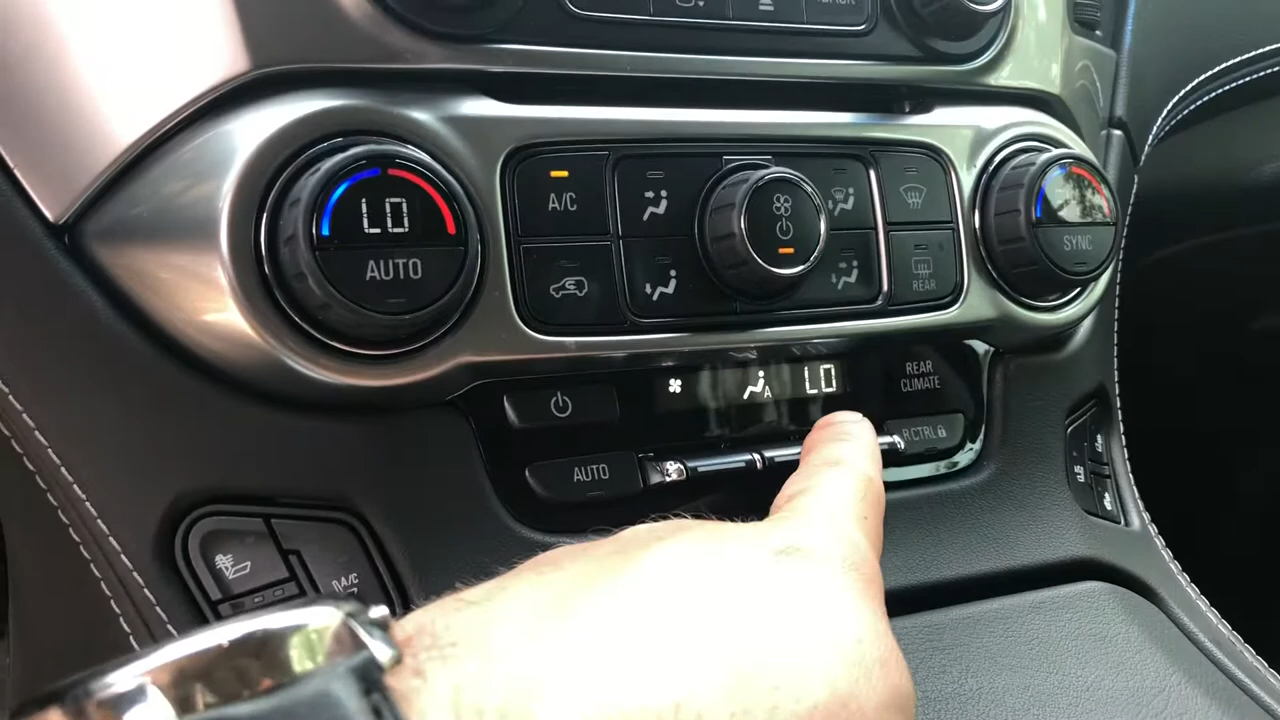 LO
AUTO
A/C
REAR
SYNC
A
LO
REAR
CLIMATE
AUTO
R CTRL
A/C